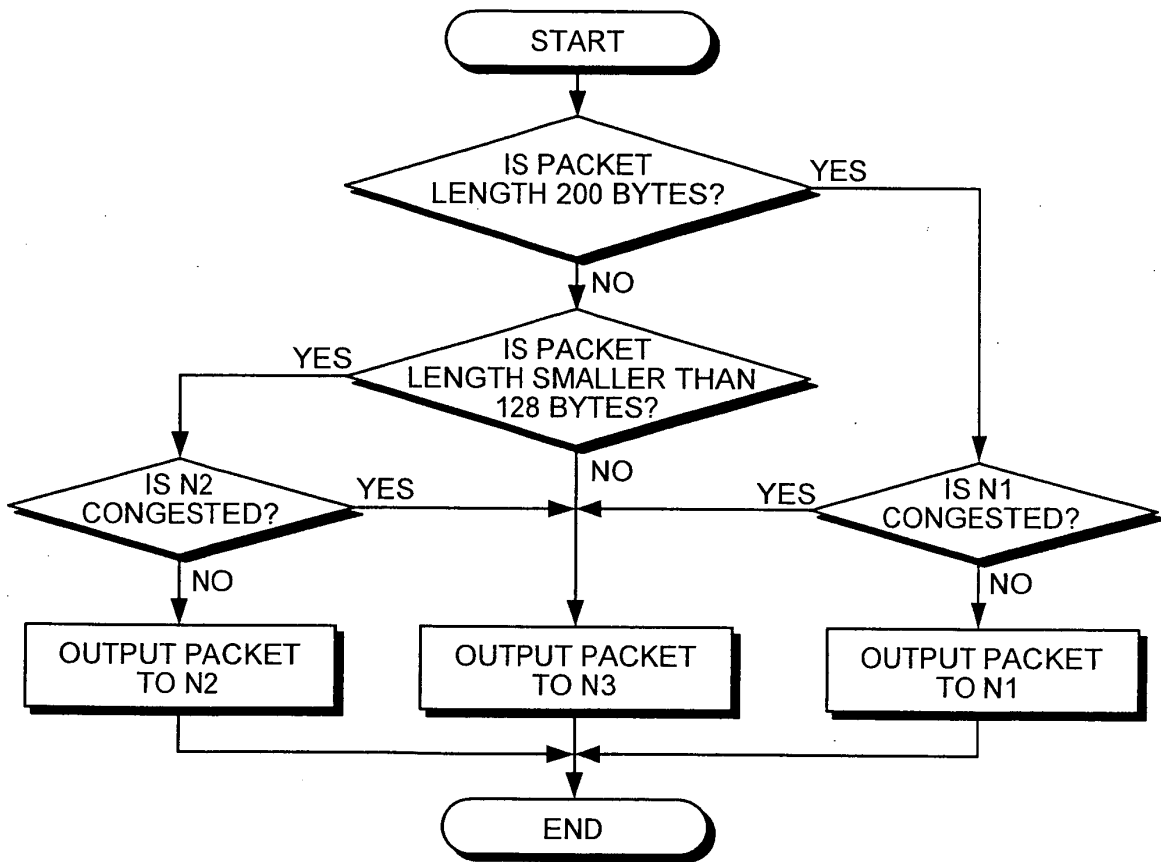 START
IS PACKET
LENGTH 200 BYTES?
YES
NO
IS PACKET
LENGTH SMALLER THAN
128 BYTES?
YES
NO
IS N2
CONGESTED?
YES
NO
IS N1
CONGESTED?
YES
NO
OUTPUT PACKET
TO N2
OUTPUT PACKET
TO N3
OUTPUT PACKET
TO N1
END